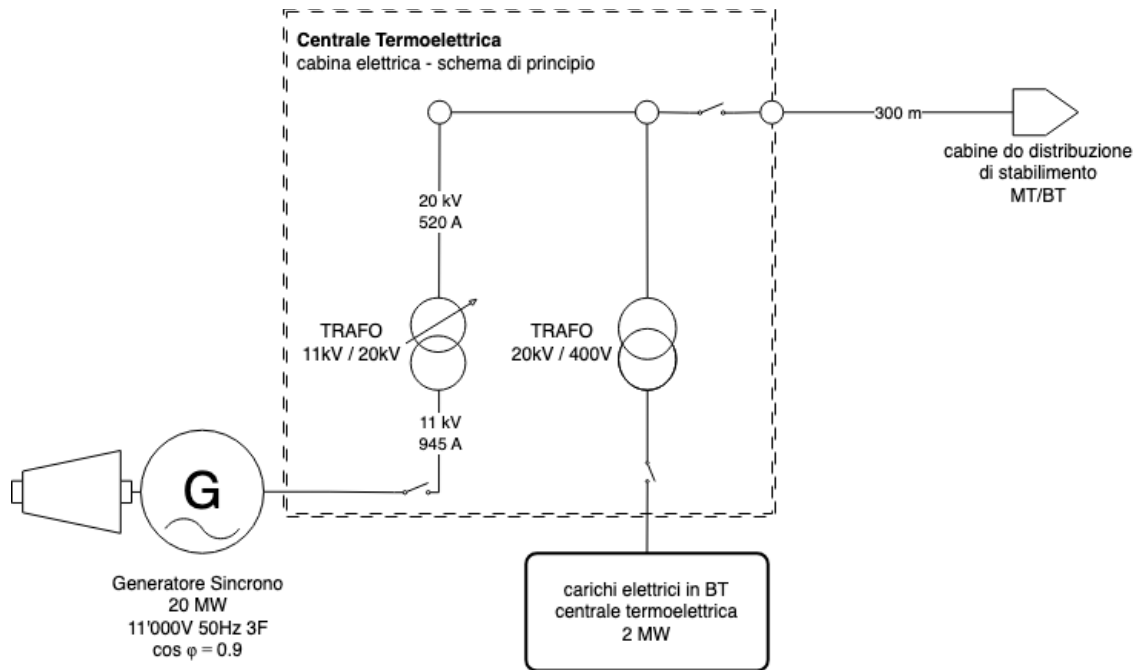 Centrale Termoelettrica
cabina elettrica - schema di principio
300 m
cabine do distribuzione
di stabilimento
MT/BT
20 kV
520 A
TRAFO
11kV / 20kV
TRAFO
20kV / 400V
11 kV
945 A
G
Generatore Sincrono
20 MW
11'000V 50Hz 3F
cos φ = 0.9
carichi elettrici in BT
centrale termoelettrica
2 MW